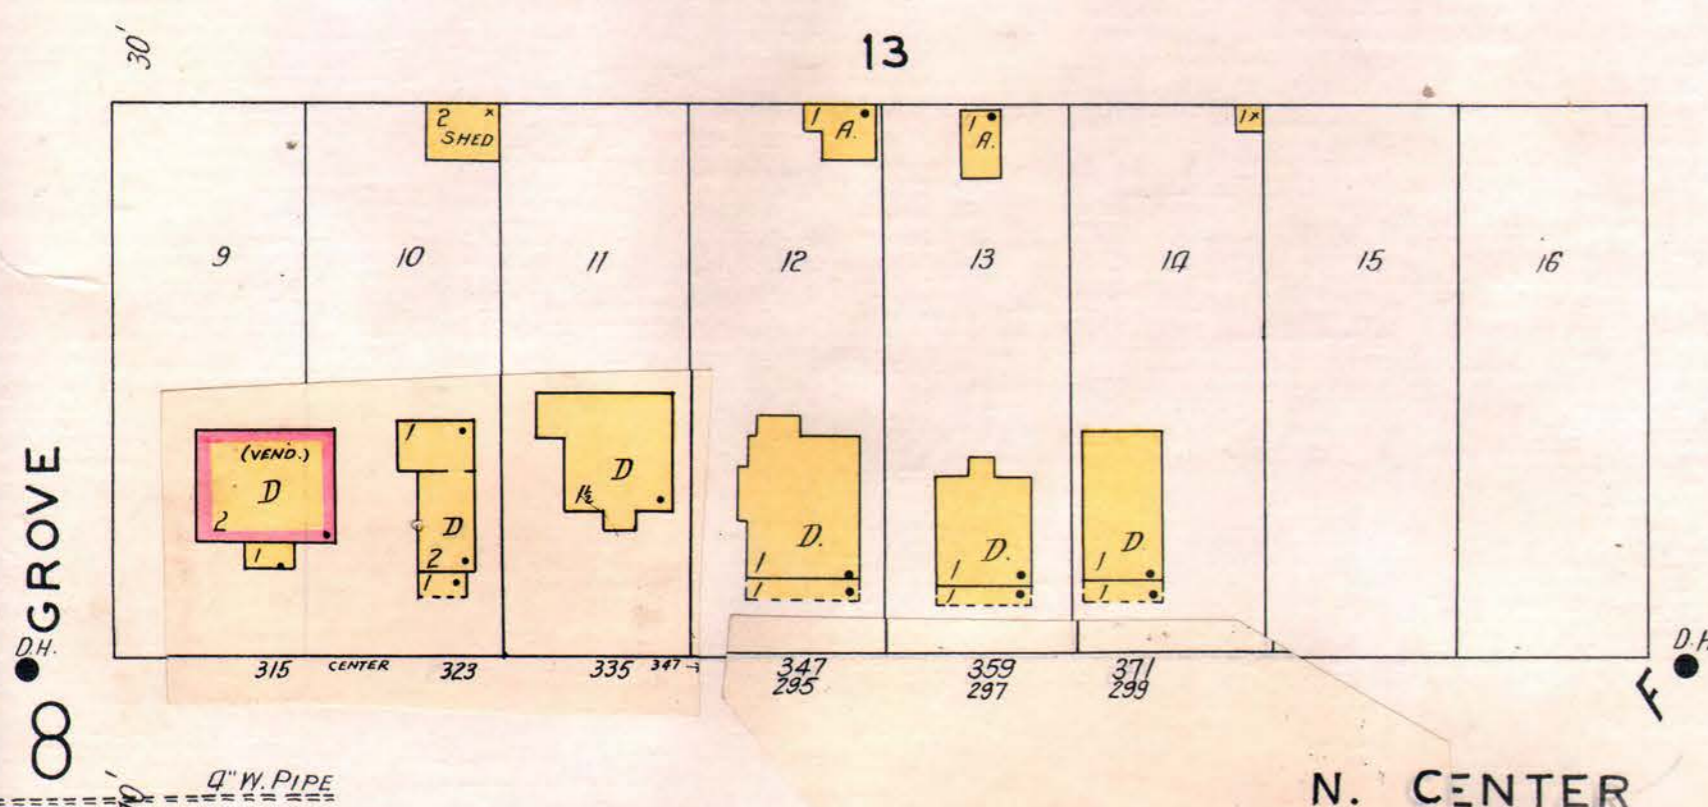 30'
13
2 x
SHED
1 A.
1 A.
1 x
9 10 11 12 13 14 15 16
(VEND.)
D
2
1
1
D
2
1
D
1½
D.
1
1
D.
1
1
D
1
1
GROVE
D.H.
8
D.H.
F
315 CENTER 323 335 347 347 359 371
295 297 299
4" W. PIPE
N. CENTER